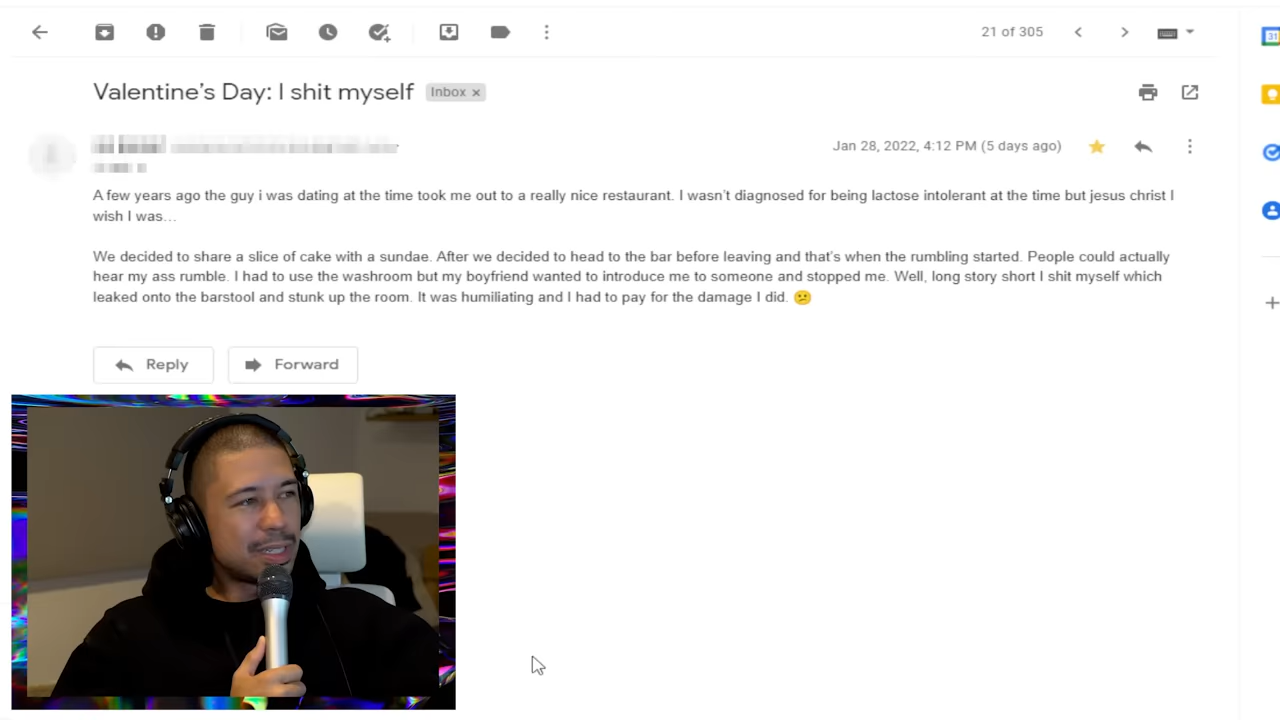 21 of 305
Valentine’s Day: I shit myself
Inbox x
31
Jan 28, 2022, 4:12 PM (5 days ago)
A few years ago the guy i was dating at the time took me out to a really nice restaurant. I wasn’t diagnosed for being lactose intolerant at the time but jesus christ I
wish I was…
We decided to share a slice of cake with a sundae. After we decided to head to the bar before leaving and that’s when the rumbling started. People could actually
hear my ass rumble. I had to use the washroom but my boyfriend wanted to introduce me to someone and stopped me. Well, long story short I shit myself which
leaked onto the barstool and stunk up the room. It was humiliating and I had to pay for the damage I did. 😕
Reply
Forward